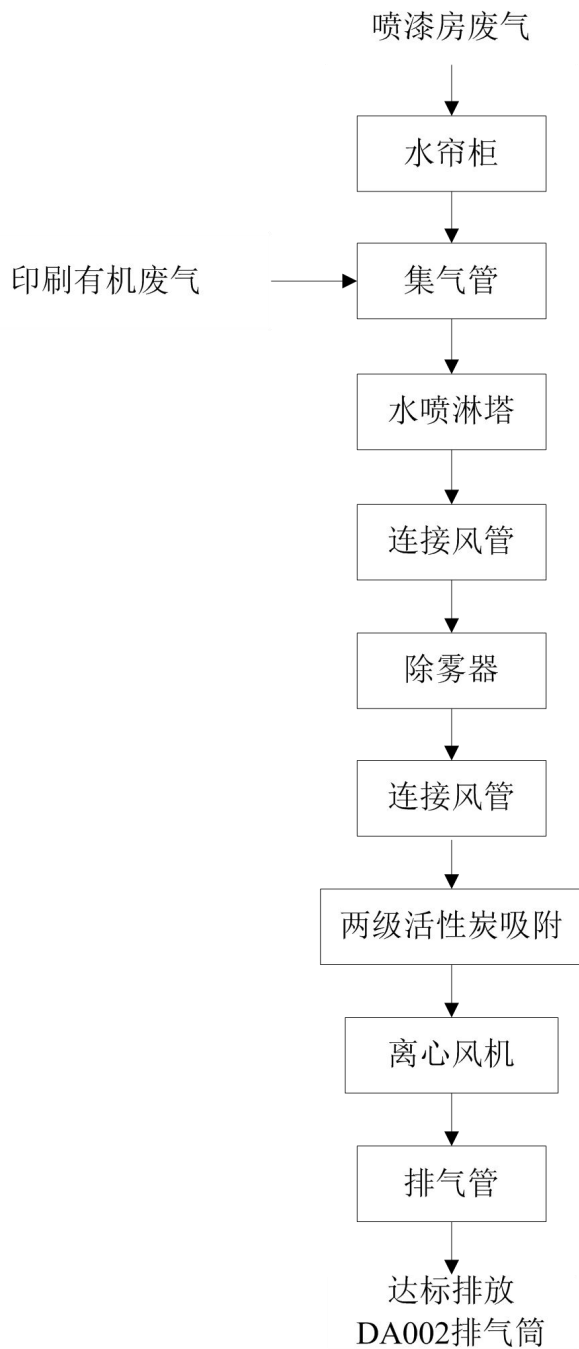 喷漆房废气
水帘柜
印刷有机废气
集气管
水喷淋塔
连接风管
除雾器
连接风管
两级活性炭吸附
离心风机
排气管
达标排放
DA002排气筒